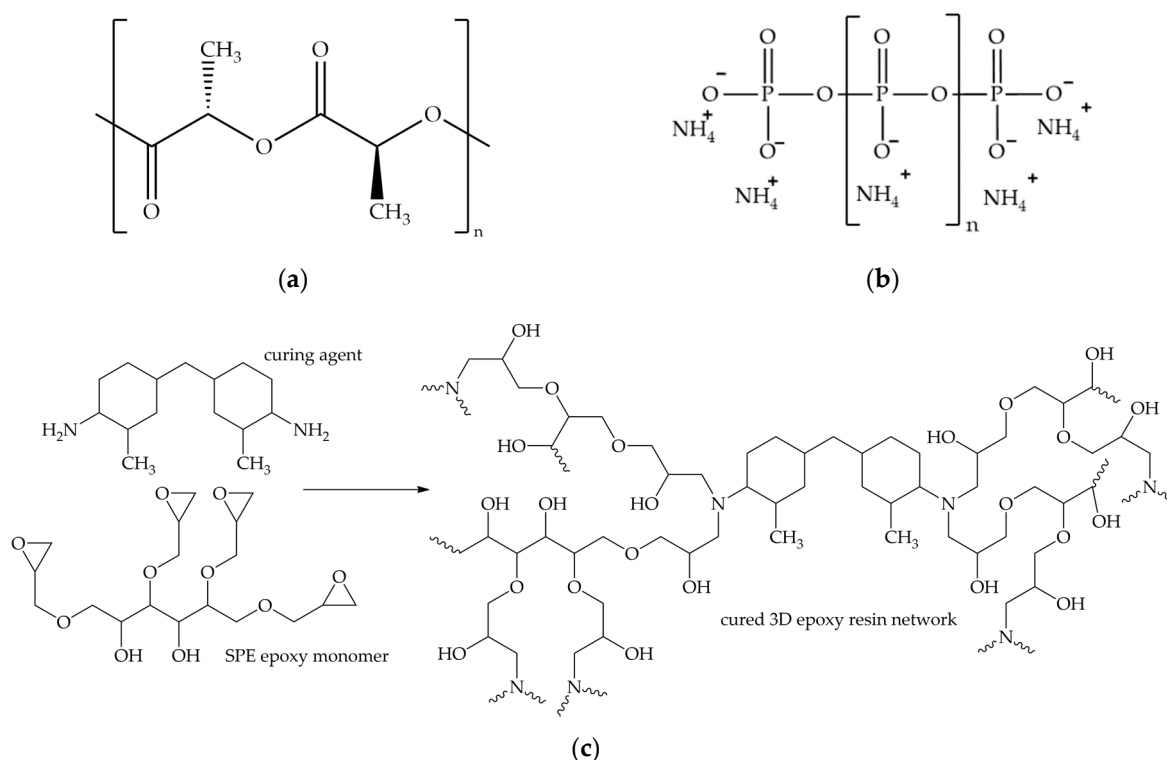 CH3
O
O
O
O
CH3
n
(a)
O
O
O
O−
P
O
P
O
P
O−
NH4+
O−
O−
O−
NH4+
NH4+
NH4+
NH4+
n
(b)
curing agent
H2N
NH2
CH3
CH3
O
O
O
O
O
O
O
O
OH
OH
SPE epoxy monomer
OH
N
O
HO
O
HO
OH
OH
O
O
O
OH
HO
OH
N
N
N
CH3
CH3
N
HO
O
O
OH
OH
N
O
O
OH
OH
OH
N
cured 3D epoxy resin network
(c)